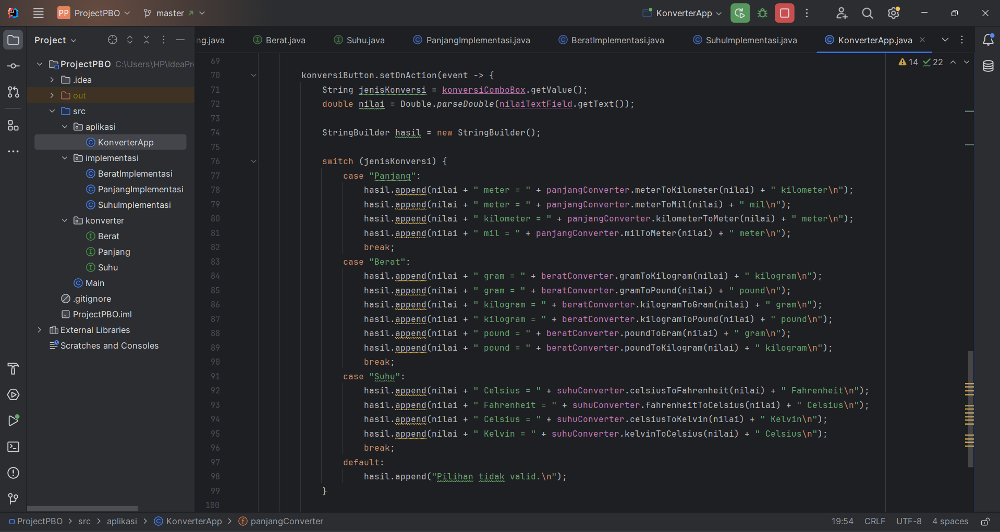 PP ProjectPBO master KonverterApp
Project
ng.java Berat.java Suhu.java PanjangImplementasi.java BeratImplementasi.java SuhuImplementasi.java KonverterApp.java
ProjectPBO C:\Users\HP\IdeaPr
.idea
out
src
aplikasi
KonverterApp
implementasi
BeratImplementasi
PanjangImplementasi
SuhuImplementasi
konverter
Berat
Panjang
Suhu
Main
.gitignore
ProjectPBO.iml
External Libraries
Scratches and Consoles
14 22
69
70 konversiButton.setOnAction(event -> {
71 String jenisKonversi = konversiComboBox.getValue();
72 double nilai = Double.parseDouble(nilaiTextField.getText());
73
74 StringBuilder hasil = new StringBuilder();
75
76 switch (jenisKonversi) {
77 case "Panjang":
78 hasil.append(nilai + " meter = " + panjangConverter.meterToKilometer(nilai) + " kilometer\n");
79 hasil.append(nilai + " meter = " + panjangConverter.meterToMil(nilai) + " mil\n");
80 hasil.append(nilai + " kilometer = " + panjangConverter.kilometerToMeter(nilai) + " meter\n");
81 hasil.append(nilai + " mil = " + panjangConverter.milToMeter(nilai) + " meter\n");
82 break;
83 case "Berat":
84 hasil.append(nilai + " gram = " + beratConverter.gramToKilogram(nilai) + " kilogram\n");
85 hasil.append(nilai + " gram = " + beratConverter.gramToPound(nilai) + " pound\n");
86 hasil.append(nilai + " kilogram = " + beratConverter.kilogramToGram(nilai) + " gram\n");
87 hasil.append(nilai + " kilogram = " + beratConverter.kilogramToPound(nilai) + " pound\n");
88 hasil.append(nilai + " pound = " + beratConverter.poundToGram(nilai) + " gram\n");
89 hasil.append(nilai + " pound = " + beratConverter.poundToKilogram(nilai) + " kilogram\n");
90 break;
91 case "Suhu":
92 hasil.append(nilai + " Celsius = " + suhuConverter.celsiusToFahrenheit(nilai) + " Fahrenheit\n");
93 hasil.append(nilai + " Fahrenheit = " + suhuConverter.fahrenheitToCelsius(nilai) + " Celsius\n");
94 hasil.append(nilai + " Celsius = " + suhuConverter.celsiusToKelvin(nilai) + " Kelvin\n");
95 hasil.append(nilai + " Kelvin = " + suhuConverter.kelvinToCelsius(nilai) + " Celsius\n");
96 break;
97 default:
98 hasil.append("Pilihan tidak valid.\n");
99 }
100
ProjectPBO > src > aplikasi > KonverterApp > panjangConverter 19:54 CRLF UTF-8 4 spaces